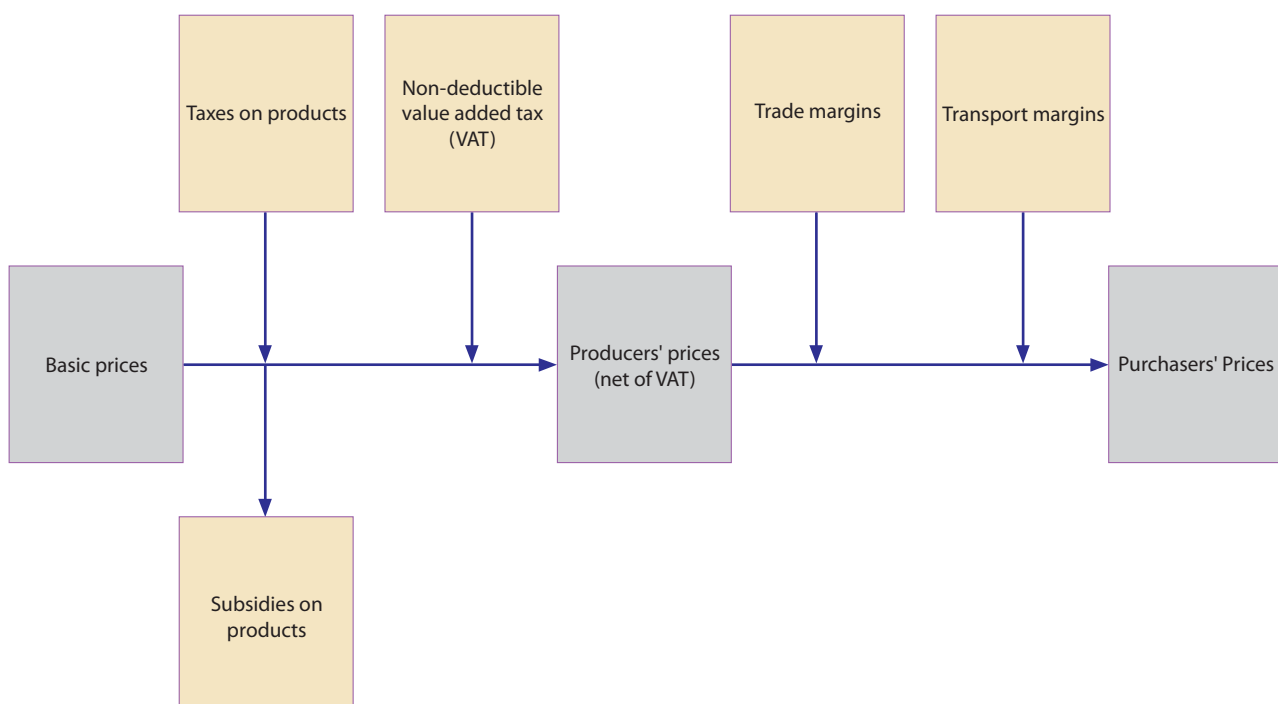 Taxes on products
Non-deductible
value added tax
(VAT)
Trade margins
Transport margins
Basic prices
Producers' prices
(net of VAT)
Purchasers' Prices
Subsidies on
products